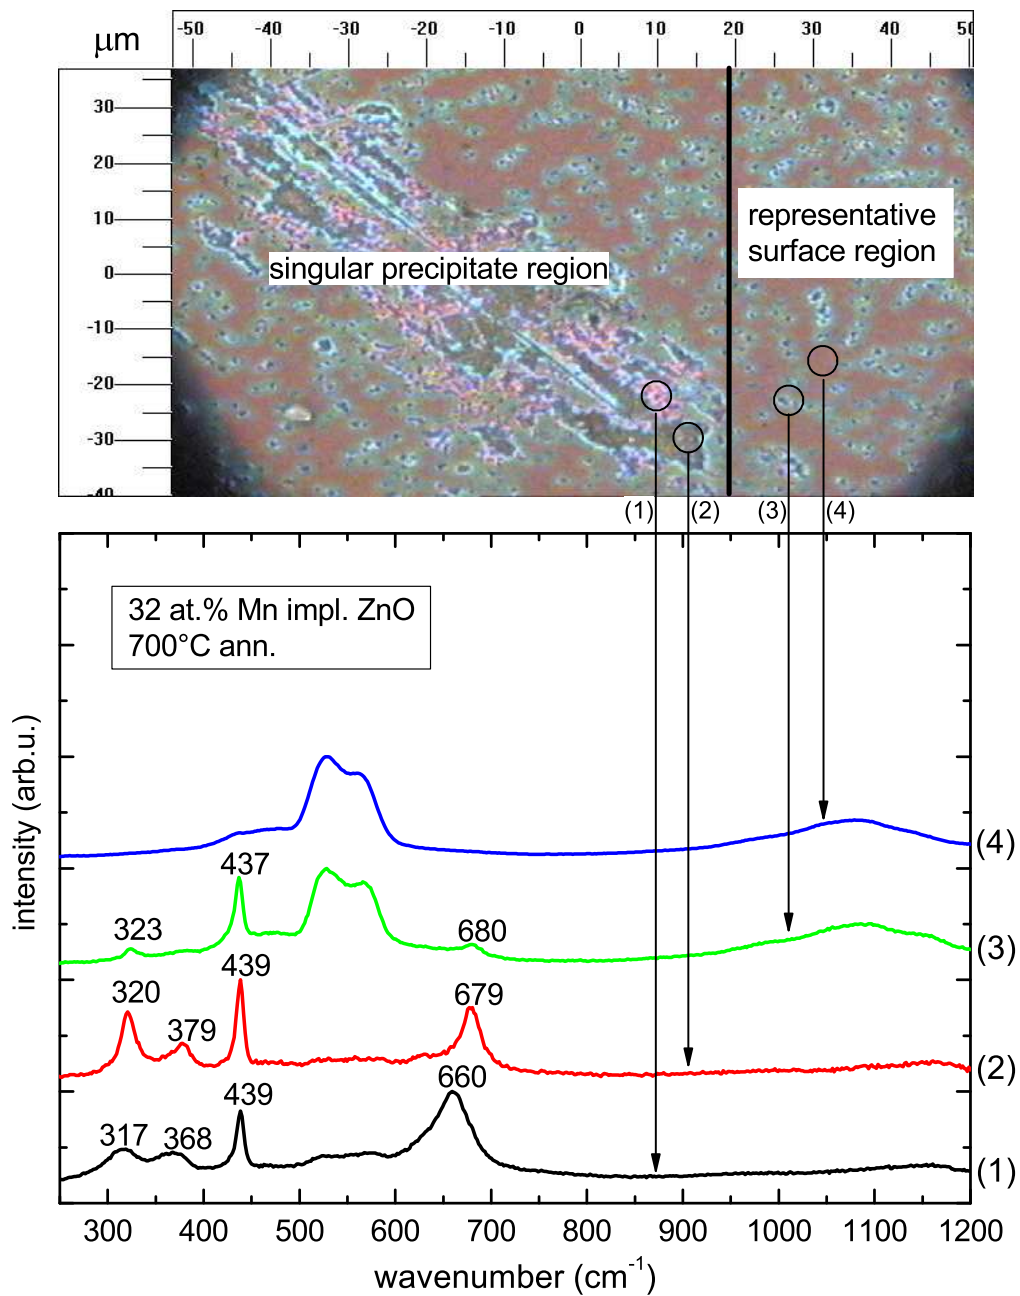 μm
-50 -40 -30 -20 -10 0 10 20 30 40 50
30
20
10
0
-10
-20
-30
-40
representative
surface region
singular precipitate region
(1) (2) (3) (4)
32 at.% Mn impl. ZnO
700°C ann.
intensity (arb.u.)
(4)
437
323
680
(3)
439
320
379
679
(2)
660
439
317
368
(1)
300 400 500 600 700 800 900 1000 1100 1200
wavenumber (cm⁻¹)